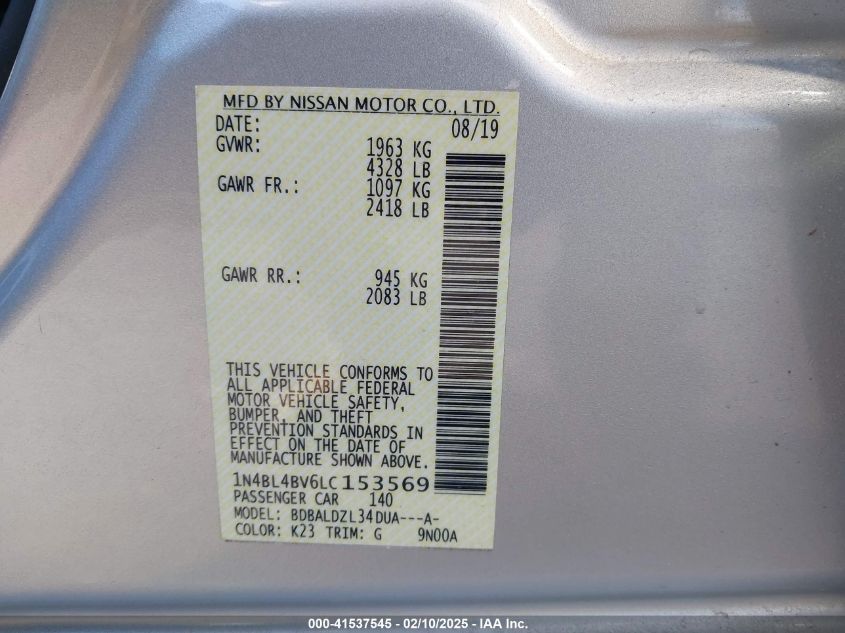 MFD BY NISSAN MOTOR CO., LTD.
DATE: 08/19
GVWR: 1963 KG
4328 LB
GAWR FR.: 1097 KG
2418 LB
GAWR RR.: 945 KG
2083 LB
THIS VEHICLE CONFORMS TO
ALL APPLICABLE FEDERAL
MOTOR VEHICLE SAFETY,
BUMPER, AND THEFT
PREVENTION STANDARDS IN
EFFECT ON THE DATE OF
MANUFACTURE SHOWN ABOVE.
1N4BL4BV6LC153569
PASSENGER CAR 140
MODEL: BDBALDZL34DUA---A-
COLOR: K23 TRIM: G 9N00A
000-41537545 — 02/10/2025 — IAA Inc.